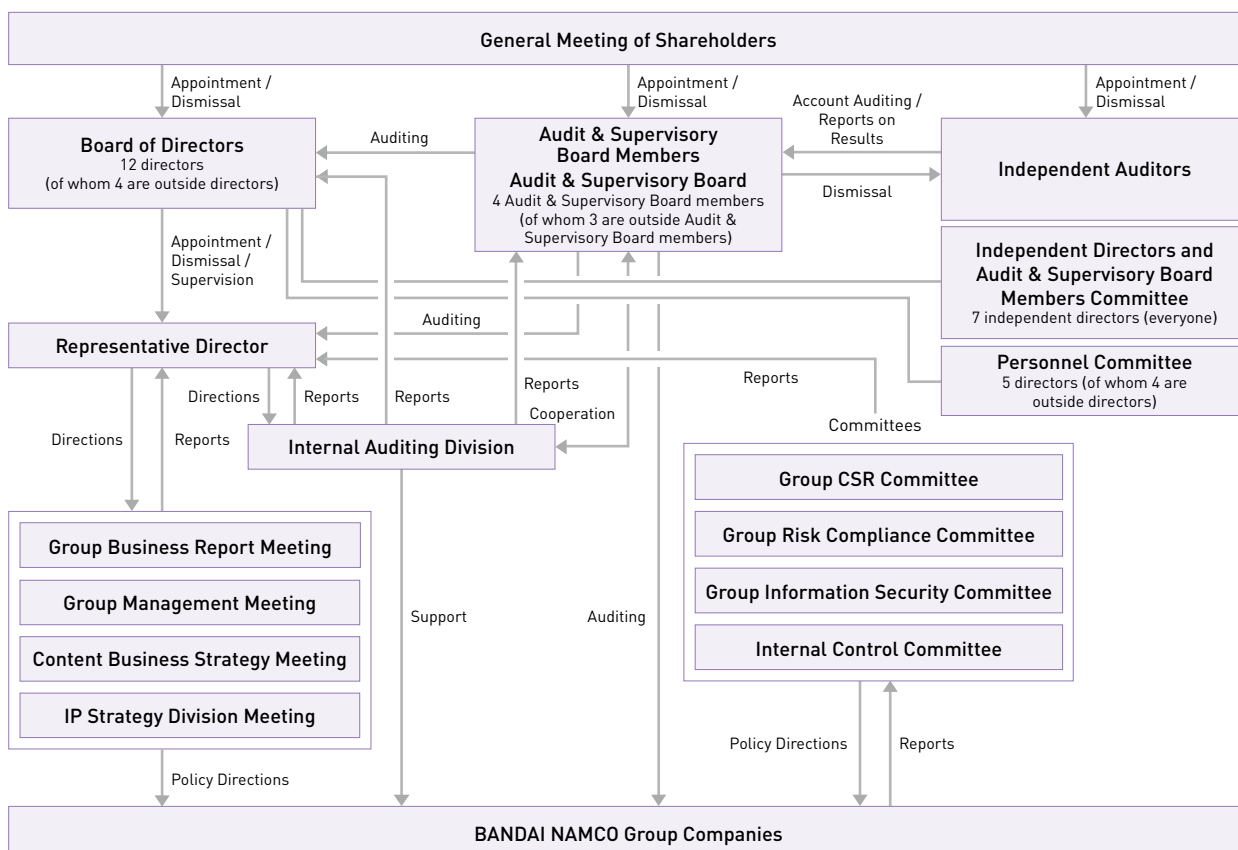 General Meeting of Shareholders
Appointment /
Dismissal
Appointment /
Dismissal
Appointment /
Dismissal
Account Auditing /
Reports on
Results
Board of Directors
12 directors
(of whom 4 are outside directors)
Auditing
Audit & Supervisory
Board Members
Audit & Supervisory Board
4 Audit & Supervisory Board members
(of whom 3 are outside Audit &
Supervisory Board members)
Dismissal
Independent Auditors
Appointment /
Dismissal /
Supervision
Independent Directors and
Audit & Supervisory Board
Members Committee
7 independent directors (everyone)
Auditing
Representative Director
Personnel Committee
5 directors (of whom 4 are
outside directors)
Directions
Reports
Reports
Reports
Cooperation
Reports
Directions
Reports
Internal Auditing Division
Committees
Group CSR Committee
Group Risk Compliance Committee
Group Information Security Committee
Internal Control Committee
Group Business Report Meeting
Group Management Meeting
Content Business Strategy Meeting
IP Strategy Division Meeting
Support
Auditing
Policy Directions
Reports
Policy Directions
BANDAI NAMCO Group Companies